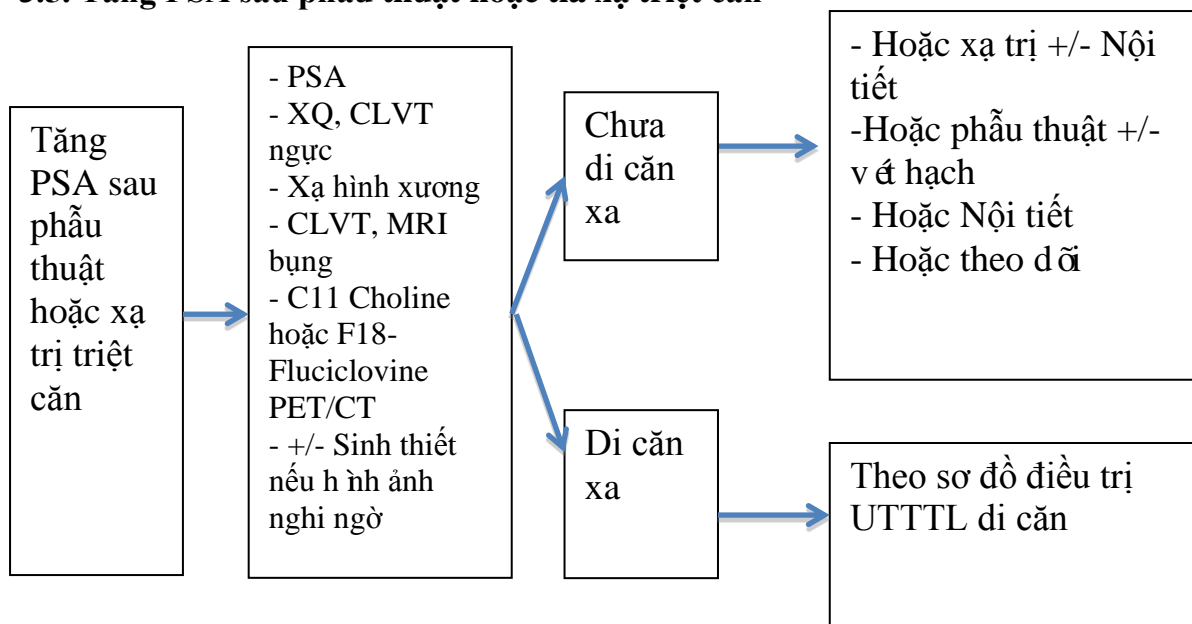 Tăng
PSA sau
phẫu
thuật
hoặc xạ
trị triệt
căn
- PSA
- XQ, CLVT
ngực
- Xạ hình xương
- CLVT, MRI
bụng
- C11 Choline
hoặc F18-
Fluciclovine
PET/CT
- +/- Sinh thiết
nếu hình ảnh
nghi ngờ
Chưa
di căn
xa
Di căn
xa
- Hoặc xạ trị +/- Nội
tiết
-Hoặc phẫu thuật +/-
vét hạch
- Hoặc Nội tiết
- Hoặc theo dõi
Theo sơ đồ điều trị
UTTTL di căn